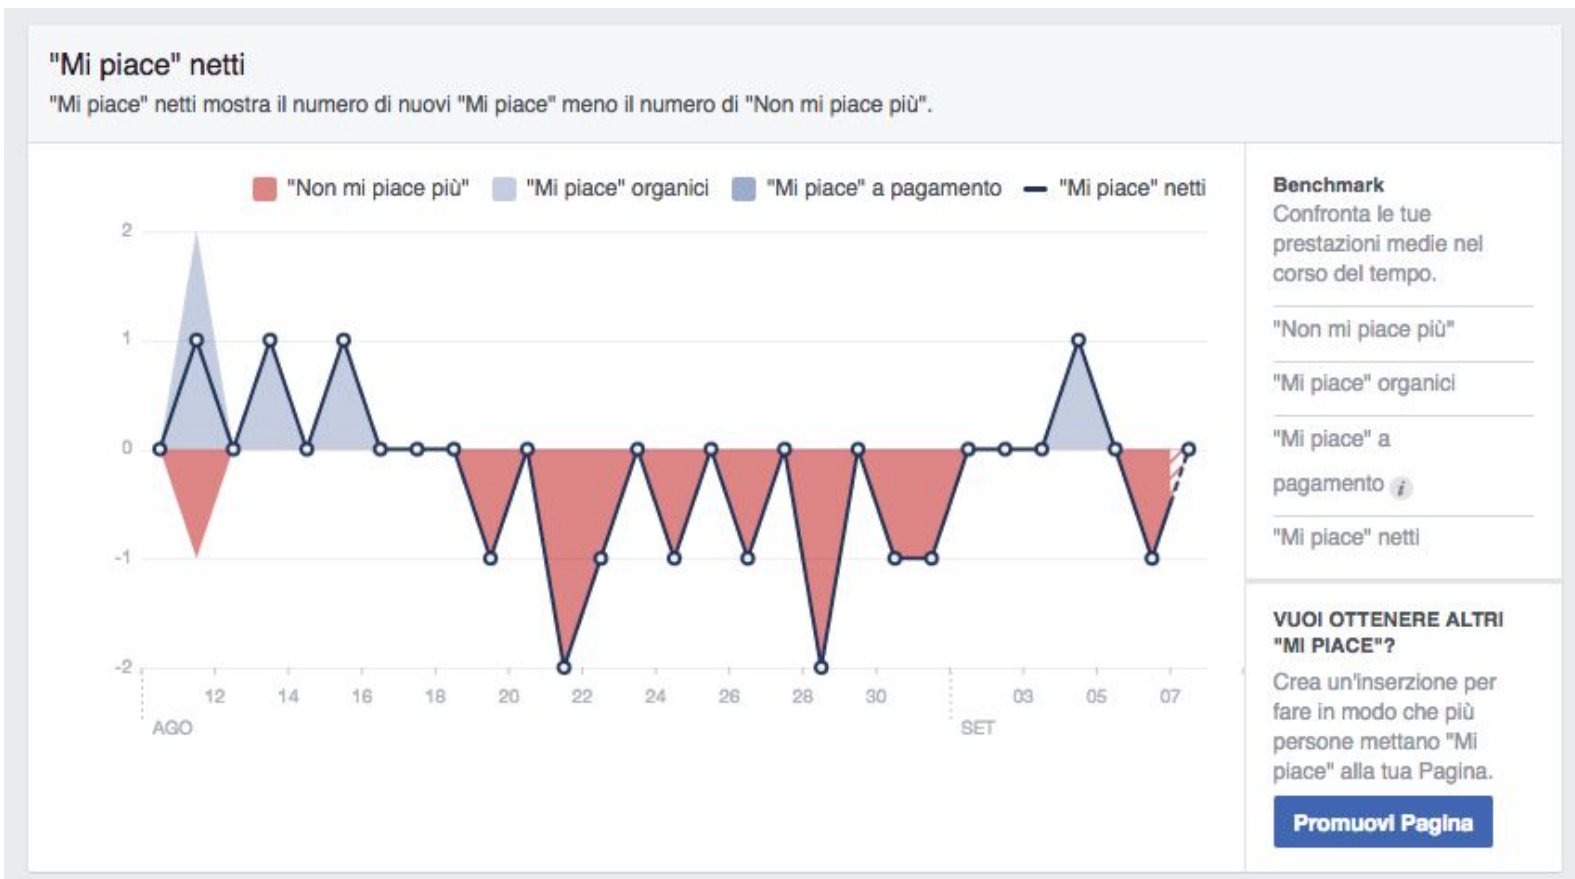 "Mi piace" netti
"Mi piace" netti mostra il numero di nuovi "Mi piace" meno il numero di "Non mi piace più".
"Non mi piace più" "Mi piace" organici "Mi piace" a pagamento "Mi piace" netti
2
1
0
-1
-2
12 14 16 18 20 22 24 26 28 30 03 05 07
AGO SET
Benchmark
Confronta le tue
prestazioni medie nel
corso del tempo.
"Non mi piace più"
"Mi piace" organici
"Mi piace" a
pagamento i
"Mi piace" netti
VUOI OTTENERE ALTRI
"MI PIACE"?
Crea un'inserzione per
fare in modo che più
persone mettano "Mi
piace" alla tua Pagina.
Promuovi Pagina